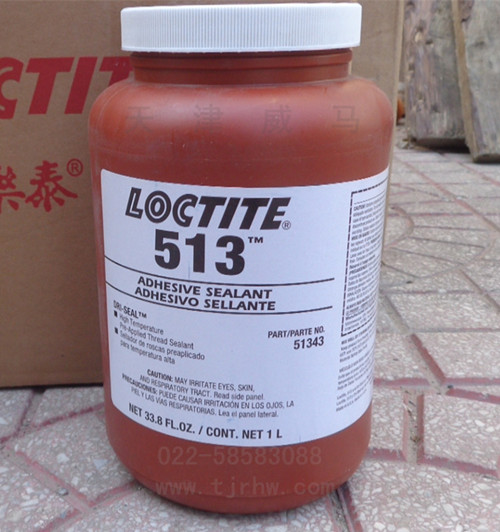 CTITE
樂泰®
天津威马
LOCTITE®
513™
ADHESIVE SEALANT
ADHESIVO SELLANTE
DRI-SEAL™
High Temperature
Pre-Applied Thread Sealant
Sellador de roscas preaplicado
para temperatura alta
PART/PARTE NO.
51343
CAUTION: MAY IRRITATE EYES, SKIN,
AND RESPIRATORY TRACT. Read side panel.
PRECAUCIONES: PUEDE CAUSAR IRRITACIÓN EN LOS OJOS, LA
PIEL Y LAS VÍAS RESPIRATORIAS. Lea el panel lateral.
NET 33.8 FL.OZ. / CONT. NET 1 L
022-58583088
www.tjrhw.com